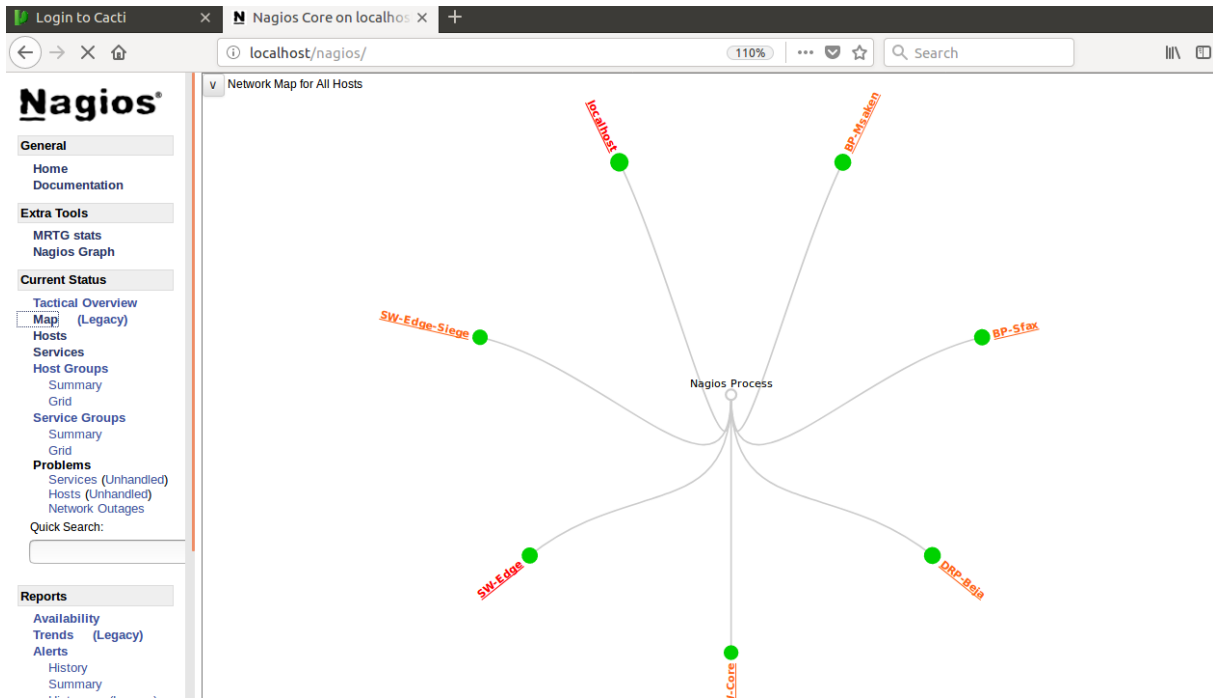 Login to Cacti
Nagios Core on localhos
localhost/nagios/
110%
Search
Nagios
General
Home
Documentation
Extra Tools
MRTG stats
Nagios Graph
Current Status
Tactical Overview
Map (Legacy)
Hosts
Services
Host Groups
Summary
Grid
Service Groups
Summary
Grid
Problems
Services (Unhandled)
Hosts (Unhandled)
Network Outages
Quick Search:
Reports
Availability
Trends (Legacy)
Alerts
History
Summary
Network Map for All Hosts
localhost
BP-Msaken
SW-Edge-Siege
BP-Sfax
Nagios Process
SW-Edge
DRP-Beja
-Core